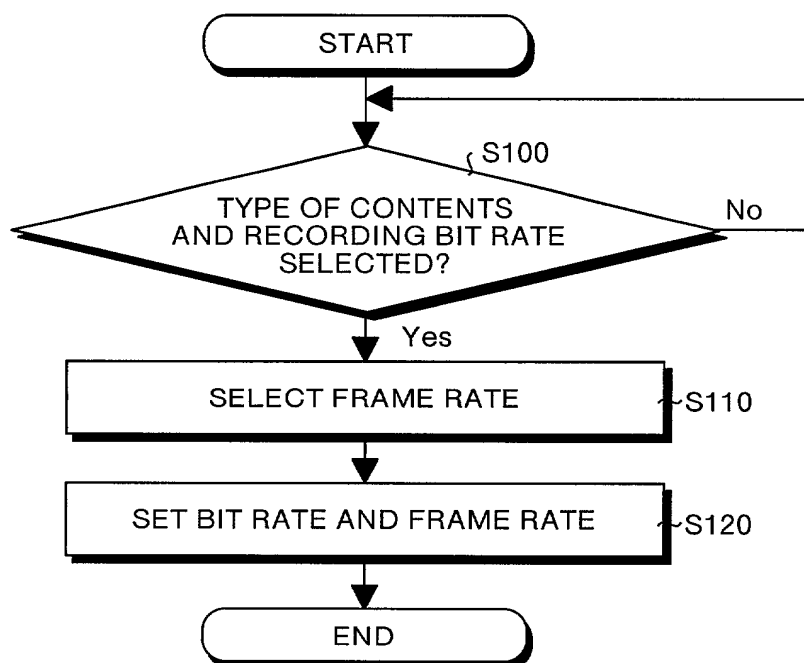 START
S100
TYPE OF CONTENTS
AND RECORDING BIT RATE
SELECTED?
No
Yes
SELECT FRAME RATE
S110
SET BIT RATE AND FRAME RATE
S120
END